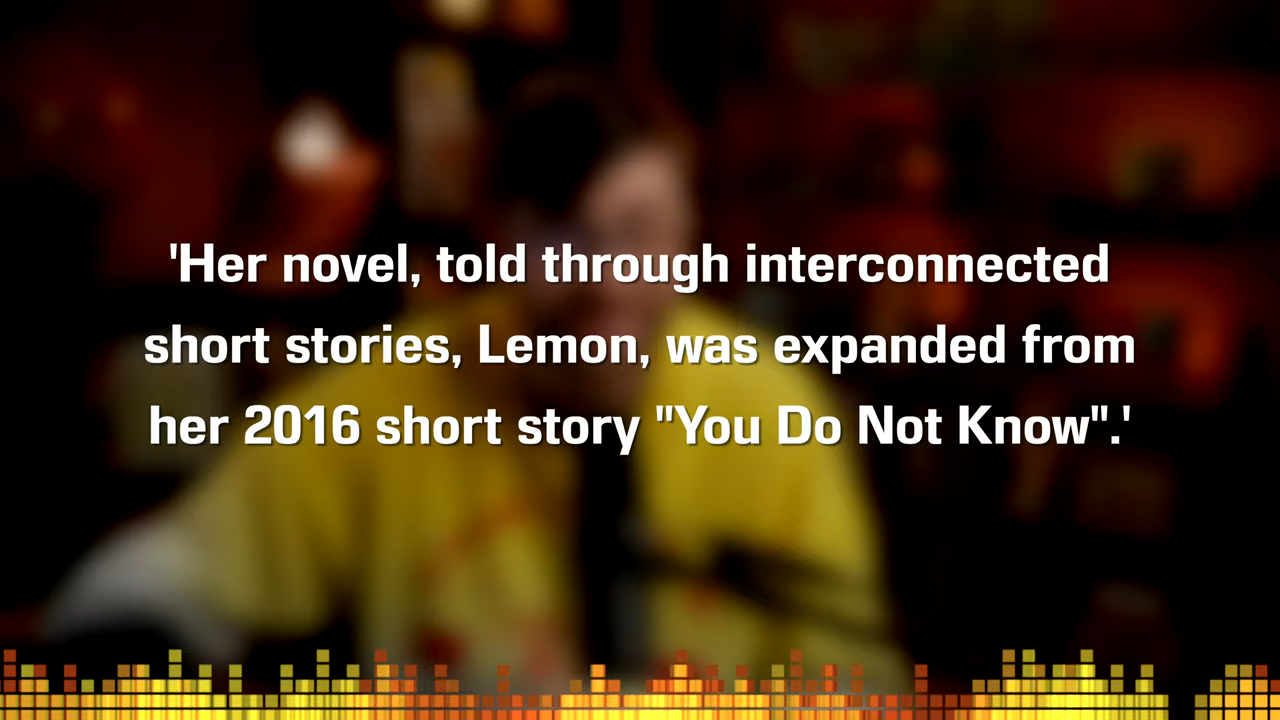 'Her novel, told through interconnected
short stories, Lemon, was expanded from
her 2016 short story "You Do Not Know".'